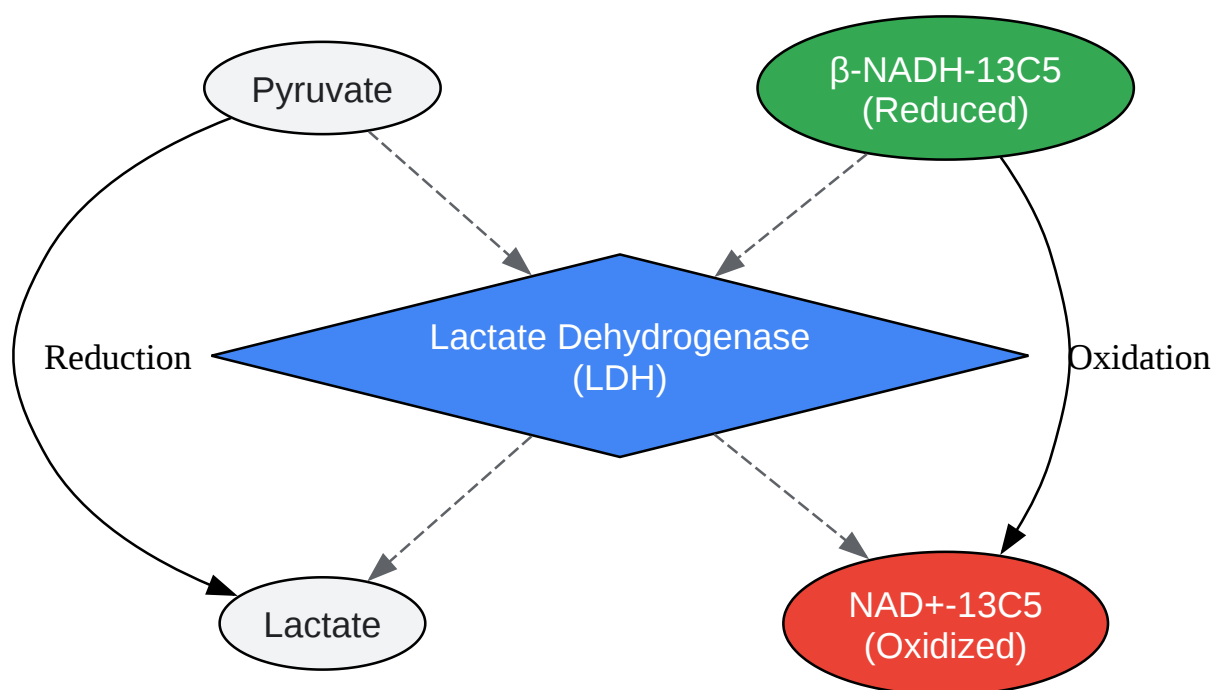 Pyruvate
β-NADH-13C5
(Reduced)
Lactate Dehydrogenase
(LDH)
Reduction
Oxidation
Lactate
NAD+-13C5
(Oxidized)